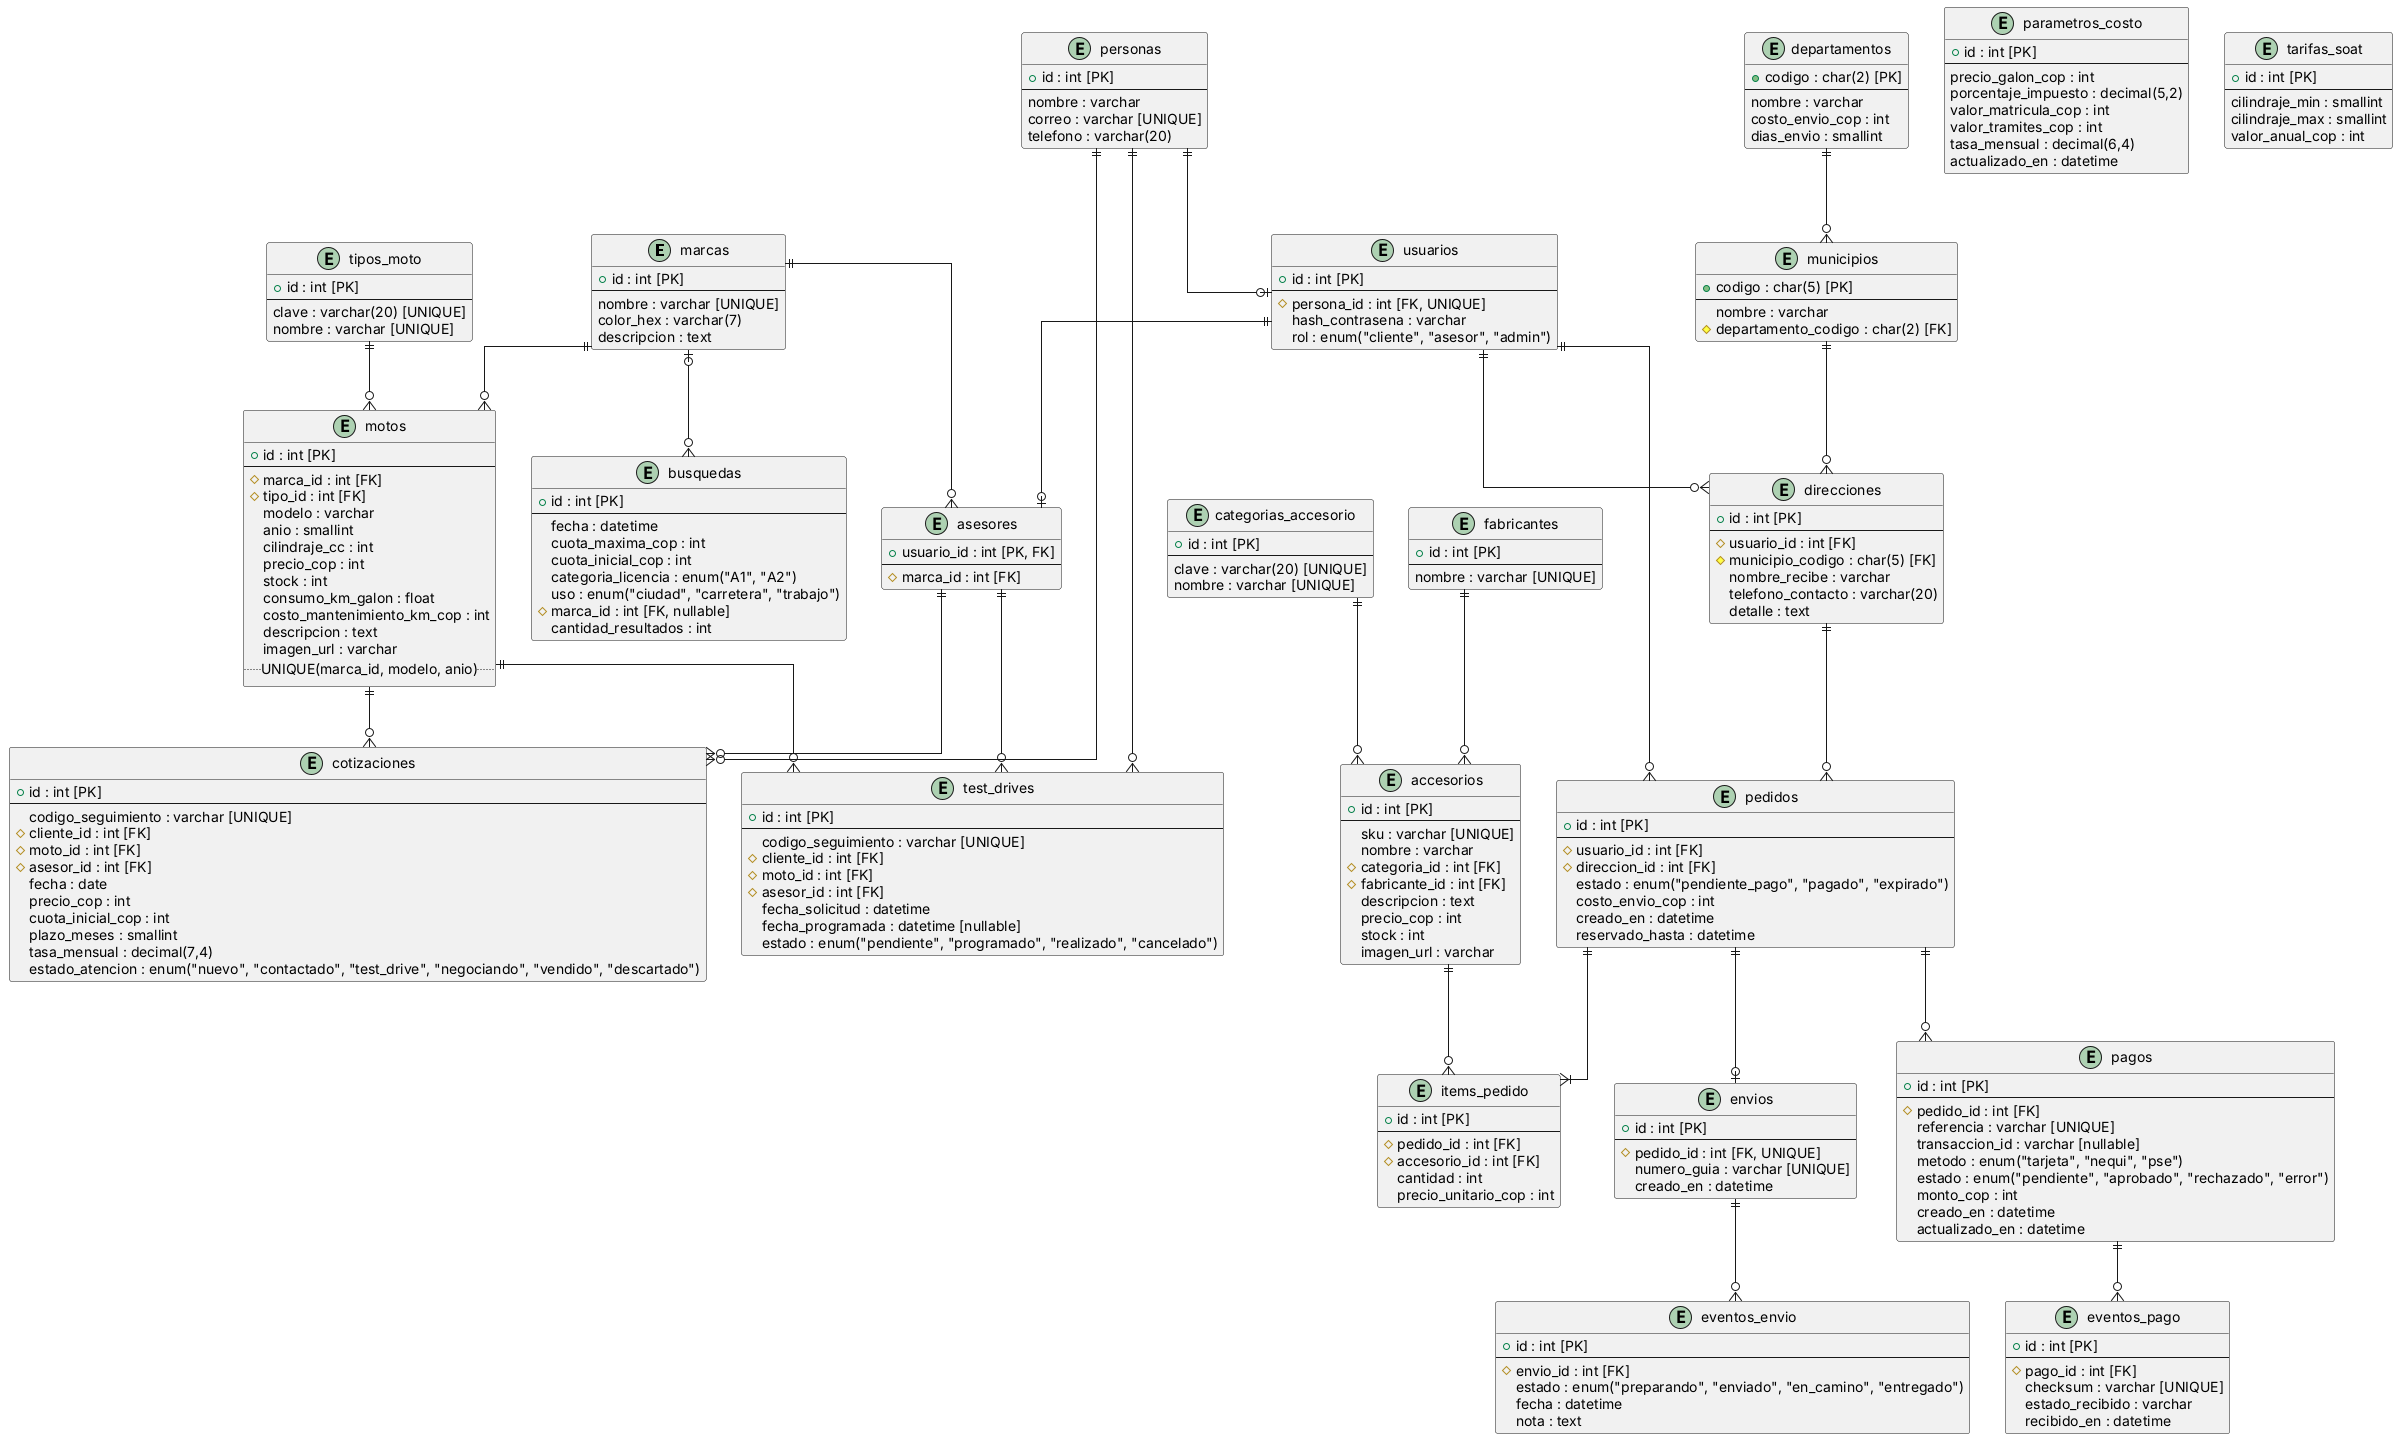 personas
id : int [PK]
nombre : varchar
correo : varchar [UNIQUE]
telefono : varchar(20)
departamentos
codigo : char(2) [PK]
nombre : varchar
costo_envio_cop : int
dias_envio : smallint
parametros_costo
id : int [PK]
precio_galon_cop : int
porcentaje_impuesto : decimal(5,2)
valor_matricula_cop : int
valor_tramites_cop : int
tasa_mensual : decimal(6,4)
actualizado_en : datetime
tarifas_soat
id : int [PK]
cilindraje_min : smallint
cilindraje_max : smallint
valor_anual_cop : int
tipos_moto
id : int [PK]
clave : varchar(20) [UNIQUE]
nombre : varchar [UNIQUE]
marcas
id : int [PK]
nombre : varchar [UNIQUE]
color_hex : varchar(7)
descripcion : text
usuarios
id : int [PK]
persona_id : int [FK, UNIQUE]
hash_contrasena : varchar
rol : enum("cliente", "asesor", "admin")
municipios
codigo : char(5) [PK]
nombre : varchar
departamento_codigo : char(2) [FK]
motos
id : int [PK]
marca_id : int [FK]
tipo_id : int [FK]
modelo : varchar
anio : smallint
cilindraje_cc : int
precio_cop : int
stock : int
consumo_km_galon : float
costo_mantenimiento_km_cop : int
descripcion : text
imagen_url : varchar
UNIQUE(marca_id, modelo, anio)
busquedas
id : int [PK]
fecha : datetime
cuota_maxima_cop : int
cuota_inicial_cop : int
categoria_licencia : enum("A1", "A2")
uso : enum("ciudad", "carretera", "trabajo")
marca_id : int [FK, nullable]
cantidad_resultados : int
asesores
usuario_id : int [PK, FK]
marca_id : int [FK]
categorias_accesorio
id : int [PK]
clave : varchar(20) [UNIQUE]
nombre : varchar [UNIQUE]
fabricantes
id : int [PK]
nombre : varchar [UNIQUE]
direcciones
id : int [PK]
usuario_id : int [FK]
municipio_codigo : char(5) [FK]
nombre_recibe : varchar
telefono_contacto : varchar(20)
detalle : text
cotizaciones
id : int [PK]
codigo_seguimiento : varchar [UNIQUE]
cliente_id : int [FK]
moto_id : int [FK]
asesor_id : int [FK]
fecha : date
precio_cop : int
cuota_inicial_cop : int
plazo_meses : smallint
tasa_mensual : decimal(7,4)
estado_atencion : enum("nuevo", "contactado", "test_drive", "negociando", "vendido", "descartado")
test_drives
id : int [PK]
codigo_seguimiento : varchar [UNIQUE]
cliente_id : int [FK]
moto_id : int [FK]
asesor_id : int [FK]
fecha_solicitud : datetime
fecha_programada : datetime [nullable]
estado : enum("pendiente", "programado", "realizado", "cancelado")
accesorios
id : int [PK]
sku : varchar [UNIQUE]
nombre : varchar
categoria_id : int [FK]
fabricante_id : int [FK]
descripcion : text
precio_cop : int
stock : int
imagen_url : varchar
pedidos
id : int [PK]
usuario_id : int [FK]
direccion_id : int [FK]
estado : enum("pendiente_pago", "pagado", "expirado")
costo_envio_cop : int
creado_en : datetime
reservado_hasta : datetime
items_pedido
id : int [PK]
pedido_id : int [FK]
accesorio_id : int [FK]
cantidad : int
precio_unitario_cop : int
envios
id : int [PK]
pedido_id : int [FK, UNIQUE]
numero_guia : varchar [UNIQUE]
creado_en : datetime
pagos
id : int [PK]
pedido_id : int [FK]
referencia : varchar [UNIQUE]
transaccion_id : varchar [nullable]
metodo : enum("tarjeta", "nequi", "pse")
estado : enum("pendiente", "aprobado", "rechazado", "error")
monto_cop : int
creado_en : datetime
actualizado_en : datetime
eventos_envio
id : int [PK]
envio_id : int [FK]
estado : enum("preparando", "enviado", "en_camino", "entregado")
fecha : datetime
nota : text
eventos_pago
id : int [PK]
pago_id : int [FK]
checksum : varchar [UNIQUE]
estado_recibido : varchar
recibido_en : datetime